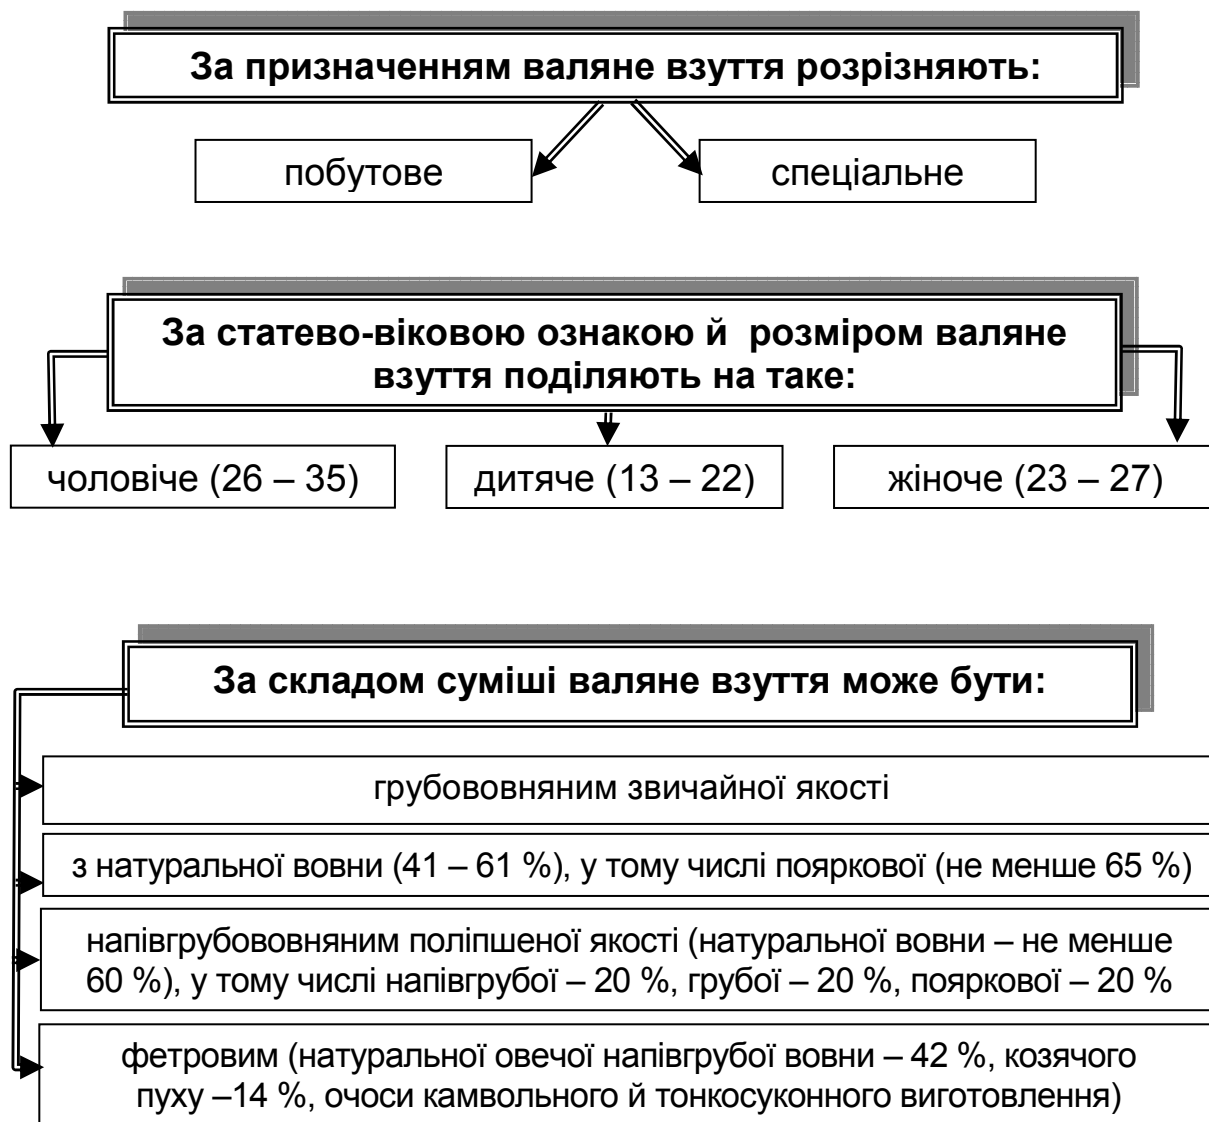 За призначенням валяне взуття розрізняють:
побутове
спеціальне
За статево-віковою ознакою й розміром валяне
взуття поділяють на таке:
чоловіче (26 – 35)
дитяче (13 – 22)
жіноче (23 – 27)
За складом суміші валяне взуття може бути:
грубововняним звичайної якості
з натуральної вовни (41 – 61 %), у тому числі пояркової (не менше 65 %)
напівгрубововняним поліпшеної якості (натуральної вовни – не менше
60 %), у тому числі напівгрубої – 20 %, грубої – 20 %, пояркової – 20 %
фетровим (натуральної овечої напівгрубої вовни – 42 %, козячого
пуху –14 %, очоси камвольного й тонкосуконного виготовлення)